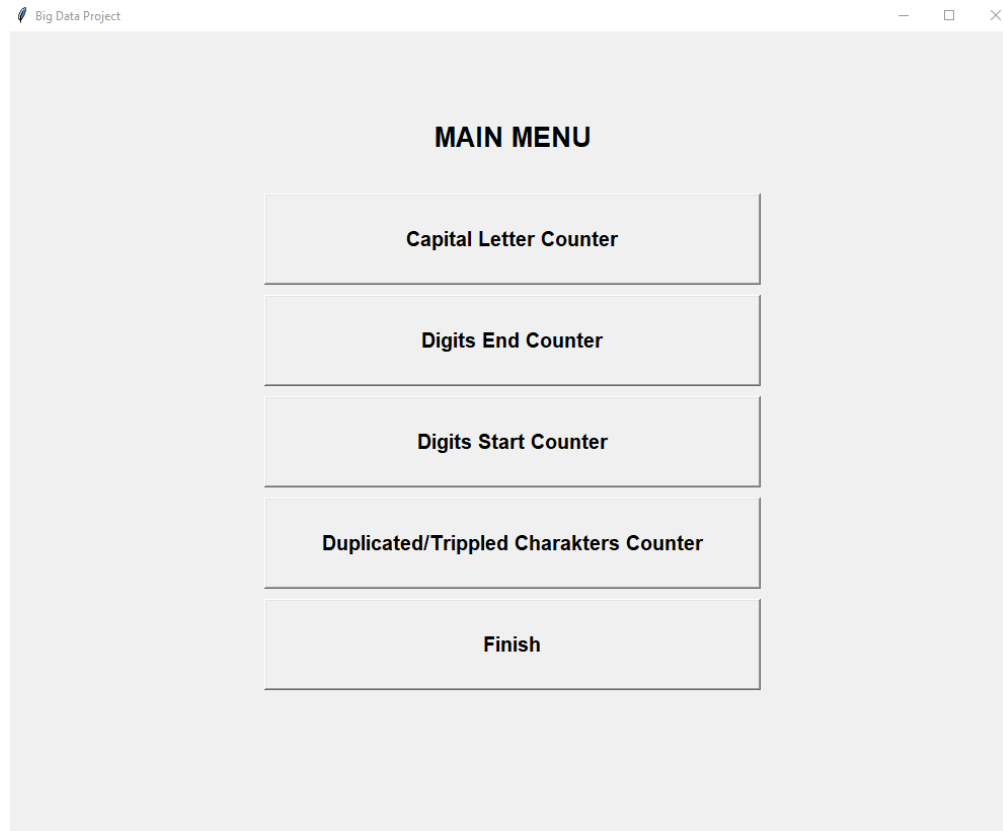 Big Data Project
MAIN MENU
Capital Letter Counter
Digits End Counter
Digits Start Counter
Duplicated/Trippled Charakters Counter
Finish